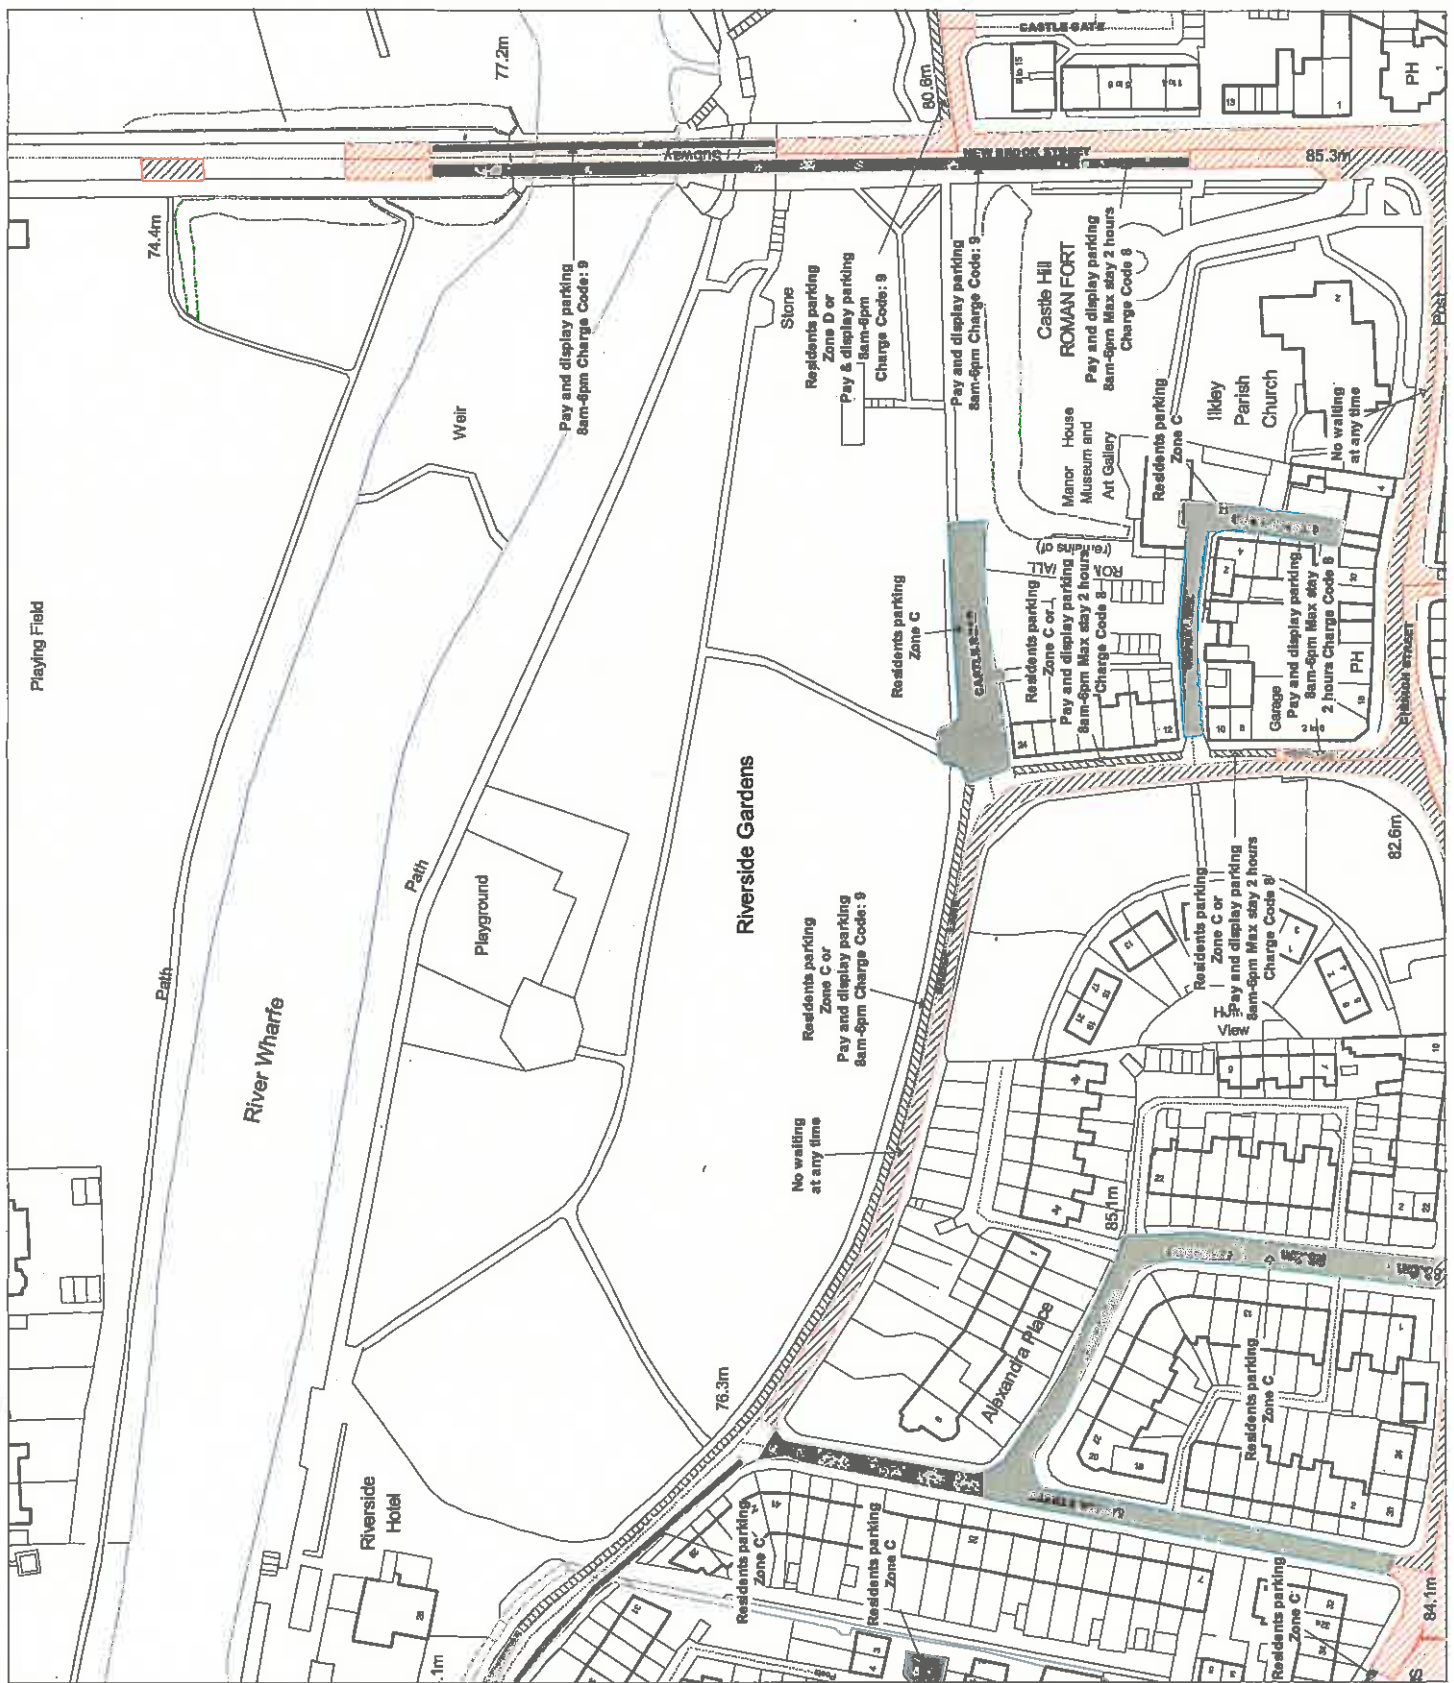 CASTLE GATE
PH
77.2m
80.6m
85.3m
74.4m
Subway
NEW BROOK STREET
Pay and display parking
8am-6pm Charge Code: 9
Weir
Stone
Residents parking
Zone D or
Pay & display parking
8am-6pm
Charge Code: 9
Pay and display parking
8am-6pm Charge Code: 9
Castle Hill
ROMAN FORT
Pay and display parking
8am-6pm Max stay 2 hours
Charge Code 8
Manor House
Museum and
Art Gallery
Residents parking
Zone C
Ilkley
Parish
Church
No waiting
at any time
Playing Field
Residents parking
Zone C
(remains of)
Residents parking
Zone C or
Pay and display parking
8am-6pm Max stay 2 hours
Charge Code 8
Garage
Pay and display parking
8am-6pm Max stay
2 hours Charge Code 8
PH
CHURCH STREET
82.6m
Path
Path
River Wharfe
Playground
Riverside Gardens
Residents parking
Zone C or
Pay and display parking
8am-6pm Charge Code: 9
Residents parking
Zone C or
Pay and display parking
8am-6pm Max stay 2 hours
Charge Code 8
View
No waiting
at any time
85.1m
76.3m
Alexandra Place
Residents parking
Zone C
Riverside
Hotel
Residents parking
Zone C
Residents parking
Zone C
Residents parking
Zone C
84.1m